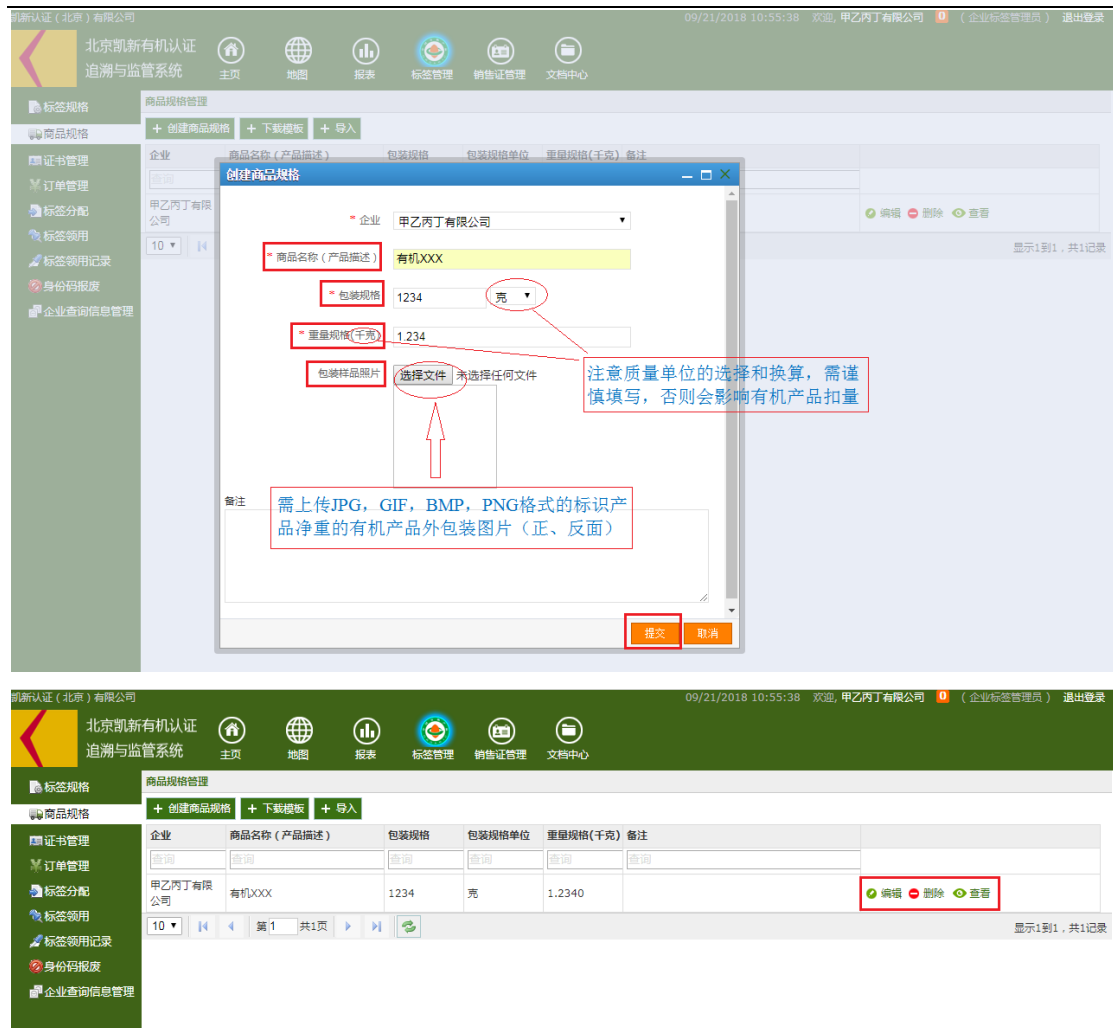 凯新认证(北京)有限公司 09/21/2018 10:55:38 欢迎, 甲乙丙丁有限公司 0 (企业标签管理员) 退出登录
北京凯新有机认证
追溯与监管系统
主页 地图 报表 标签管理 销售证管理 文档中心
标签规格
商品规格
证书管理
订单管理
标签分配
标签领用
标签领用记录
身份码报废
企业查询信息管理
商品规格管理
+ 创建商品规格 + 下载模板 + 导入
企业 商品名称(产品描述) 包装规格 包装规格单位 重量规格(千克) 备注
查询
甲乙丙丁有限
公司
编辑 删除 查看
10
显示1到1,共1记录
创建商品规格
* 企业 甲乙丙丁有限公司
* 商品名称(产品描述) 有机XXX
* 包装规格 1234 克
* 重量规格(千克) 1.234
包装样品照片 选择文件 未选择任何文件
注意质量单位的选择和换算,需谨
慎填写,否则会影响有机产品扣量
备注
需上传JPG,GIF,BMP,PNG格式的标识产
品净重的有机产品外包装图片(正、反面)
提交 取消
凯新认证(北京)有限公司 09/21/2018 10:55:38 欢迎, 甲乙丙丁有限公司 0 (企业标签管理员) 退出登录
北京凯新有机认证
追溯与监管系统
主页 地图 报表 标签管理 销售证管理 文档中心
标签规格
商品规格
证书管理
订单管理
标签分配
标签领用
标签领用记录
身份码报废
企业查询信息管理
商品规格管理
+ 创建商品规格 + 下载模板 + 导入
企业 商品名称(产品描述) 包装规格 包装规格单位 重量规格(千克) 备注
查询 查询 查询 查询 查询 查询
甲乙丙丁有限
公司
有机XXX 1234 克 1.2340 编辑 删除 查看
10 第 1 共1页 显示1到1,共1记录